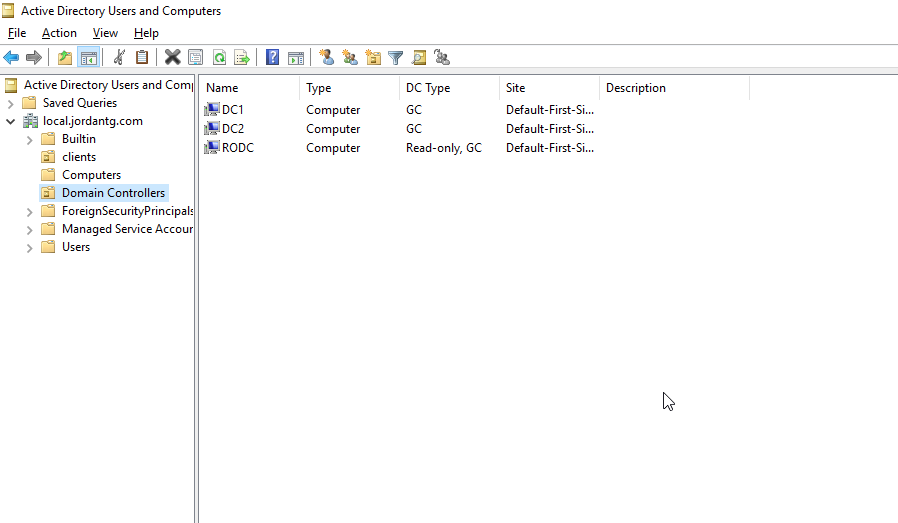 Active Directory Users and Computers
File Action View Help
Active Directory Users and Comp
Saved Queries
local.jordantg.com
Builtin
clients
Computers
Domain Controllers
ForeignSecurityPrincipals
Managed Service Accour
Users
Name Type DC Type Site Description
DC1 Computer GC Default-First-Si...
DC2 Computer GC Default-First-Si...
RODC Computer Read-only, GC Default-First-Si...